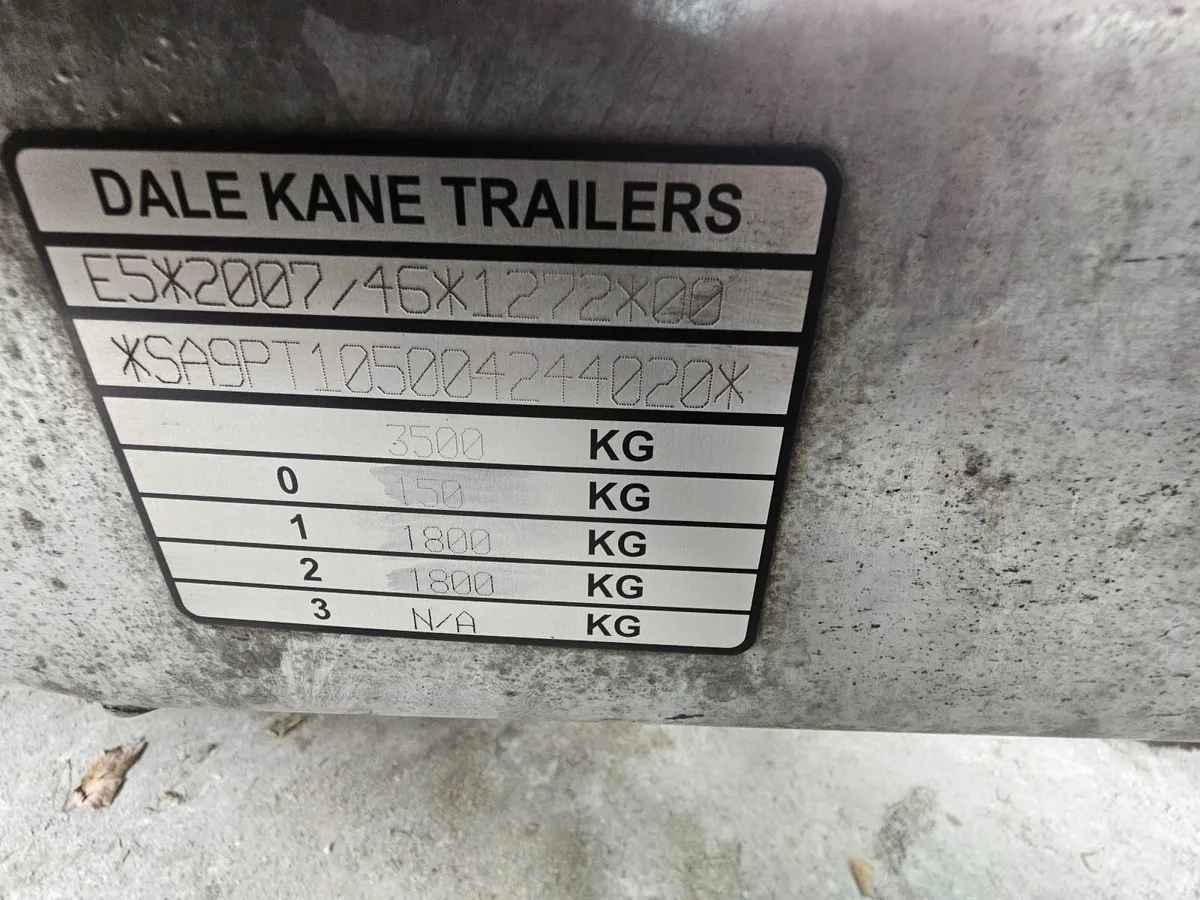 DALE KANE TRAILERS
E5*2007/46*1272*00
*SA9PT105004244020*
3500 KG
0 150 KG
1 1800 KG
2 1800 KG
3 N/A KG